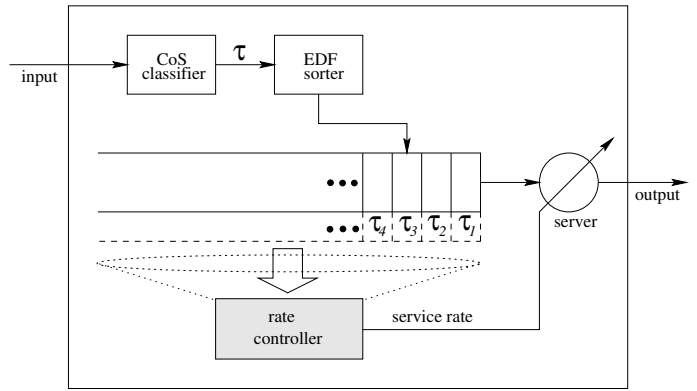 CoS
classifier
τ
EDF
sorter
input
output
τ4 τ3 τ2 τ1
server
rate
controller
service rate